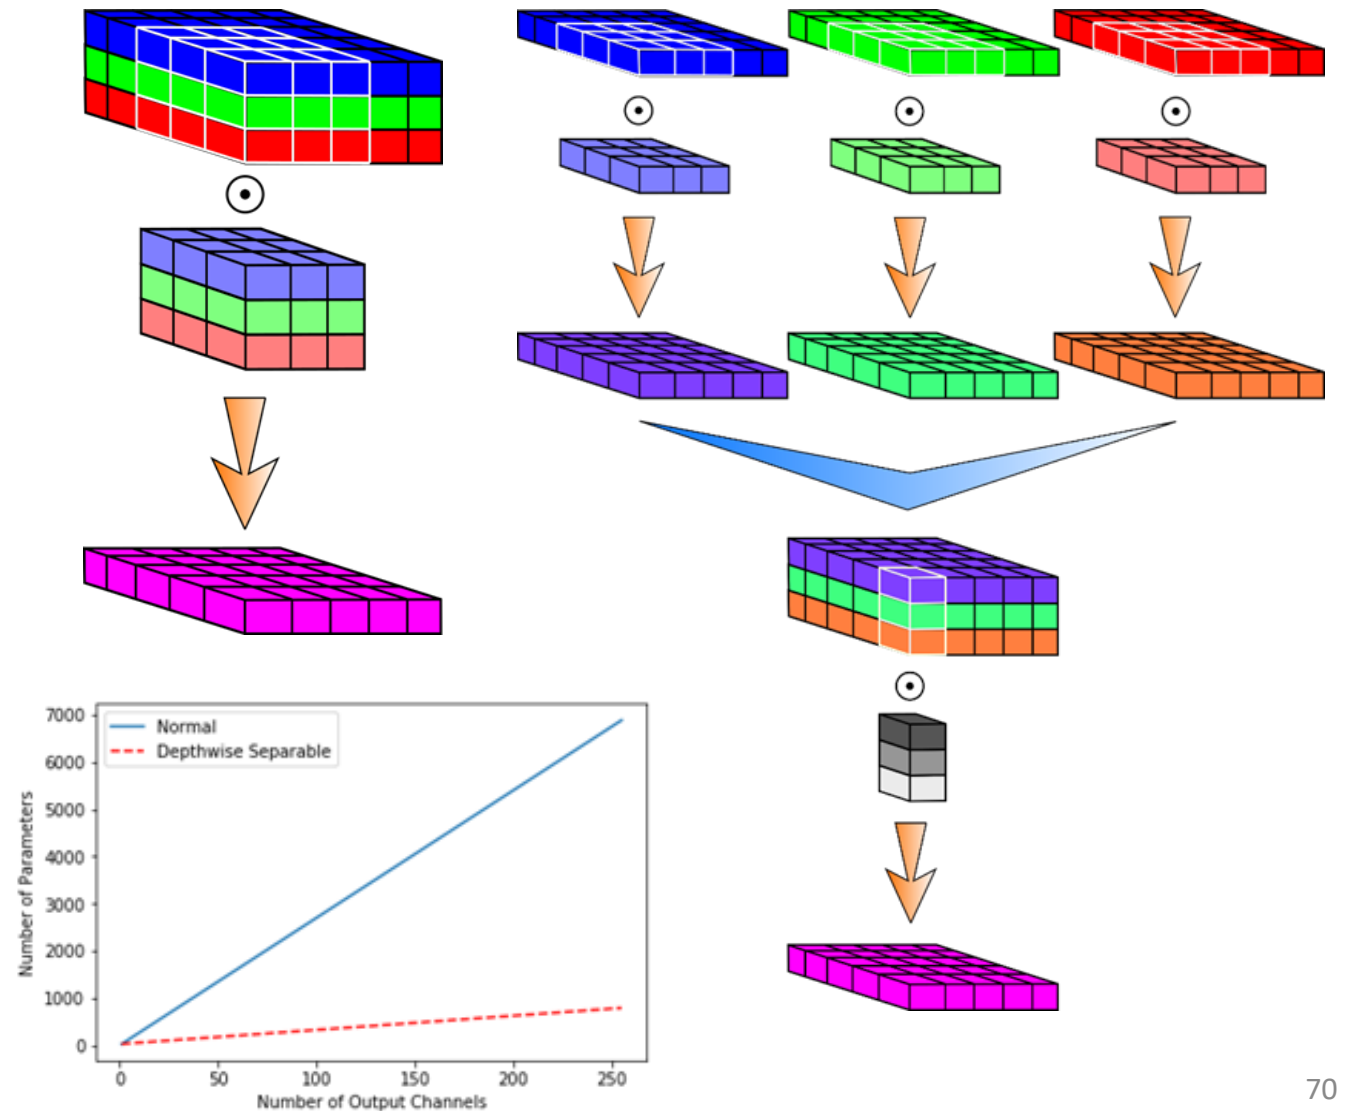 7000
6000
5000
4000
3000
2000
1000
0
Number of Parameters
Normal
Depthwise Separable
0 50 100 150 200 250
Number of Output Channels
70